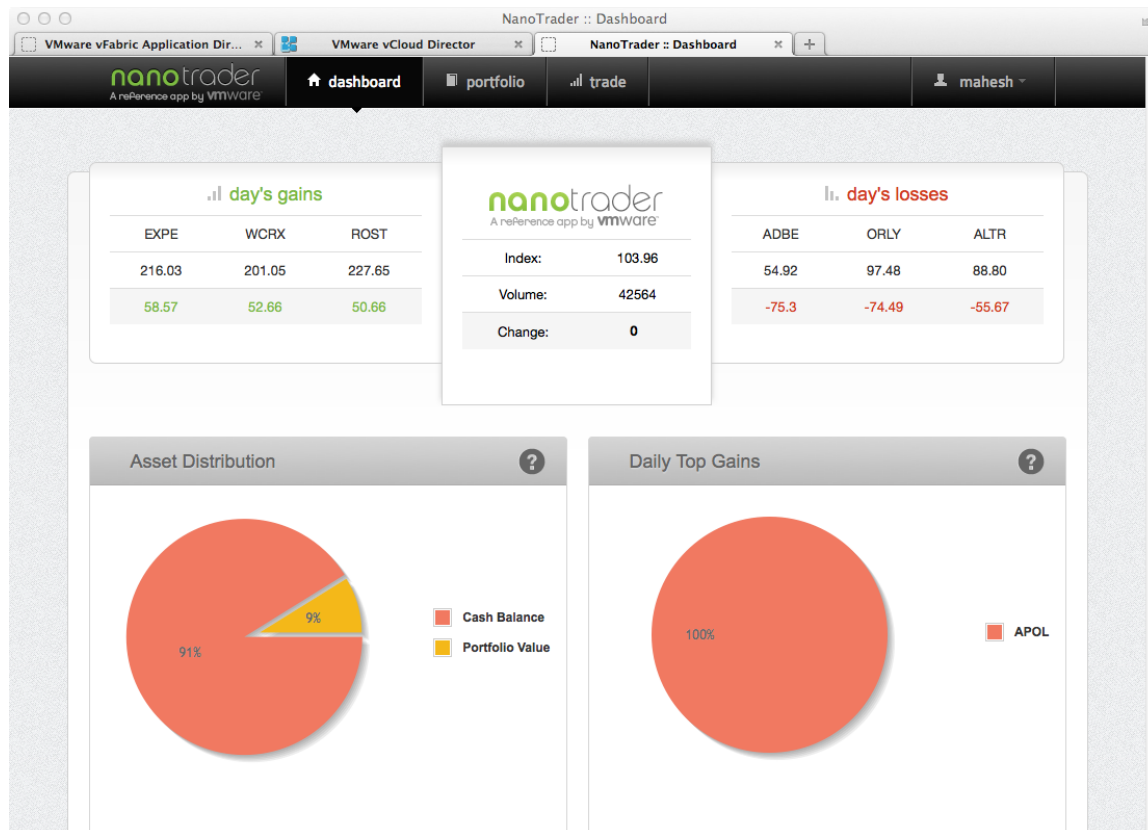 NanoTrader :: Dashboard
VMware vFabric Application Dir... × VMware vCloud Director × NanoTrader :: Dashboard × +
nanotrader
A reference app by vmware
dashboard portfolio trade mahesh
day's gains
EXPE WCRX ROST
216.03 201.05 227.65
58.57 52.66 50.66
nanotrader
A reference app by vmware
Index: 103.96
Volume: 42564
Change: 0
day's losses
ADBE ORLY ALTR
54.92 97.48 88.80
-75.3 -74.49 -55.67
Asset Distribution ?
9%
91%
Cash Balance
Portfolio Value
Daily Top Gains ?
100%
APOL